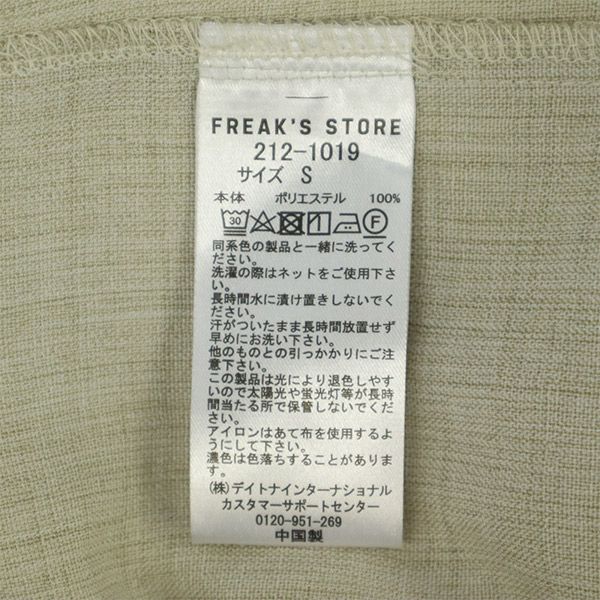 FREAK'S STORE
212-1019
サイズ S
本体 ポリエステル 100%
30 F
同系色の製品と一緒に洗ってく
ださい。
洗濯の際はネットをご使用下さ
い。
長時間水に漬け置きしないでく
ださい。
汗がついたまま長時間放置せず
早めにお洗い下さい。
他のものとの引っかかりにご注
意下さい。
この製品は光により退色しやす
いので太陽光や蛍光灯等が長時
間当たる所で保管しないでくだ
さい。
アイロンはあて布を使用するよ
うにして下さい。
濃色は色落ちすることがありま
す。
(株)デイトナインターナショナル
カスタマーサポートセンター
0120-951-269
中国製